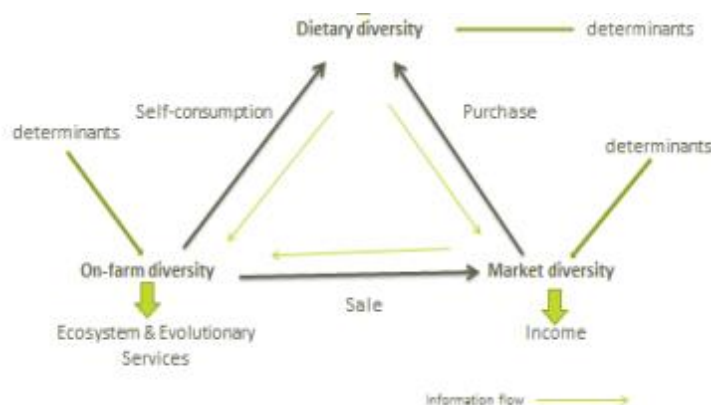 Dietary diversity
determinants
Self-consumption
Purchase
determinants
determinants
On-farm diversity
Market diversity
Sale
Ecosystem & Evolutionary
Services
Income
Information flow